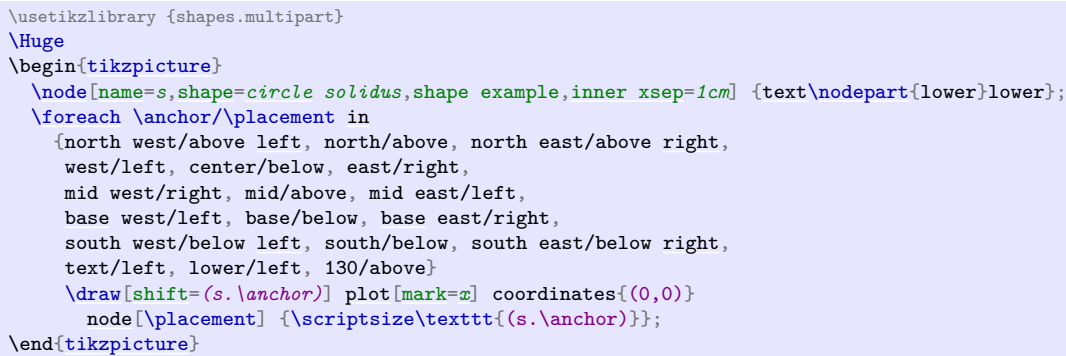 \usetikzlibrary {shapes.multipart}
\Huge
\begin{tikzpicture}
  \node[name=s,shape=circle solidus,shape example,inner xsep=1cm] {text\nodepart{lower}lower};
  \foreach \anchor/\placement in
    {north west/above left, north/above, north east/above right,
     west/left, center/below, east/right,
     mid west/right, mid/above, mid east/left,
     base west/left, base/below, base east/right,
     south west/below left, south/below, south east/below right,
     text/left, lower/left, 130/above}
     \draw[shift=(s.\anchor)] plot[mark=x] coordinates{(0,0)}
       node[\placement] {\scriptsize\texttt{(s.\anchor)}};
\end{tikzpicture}